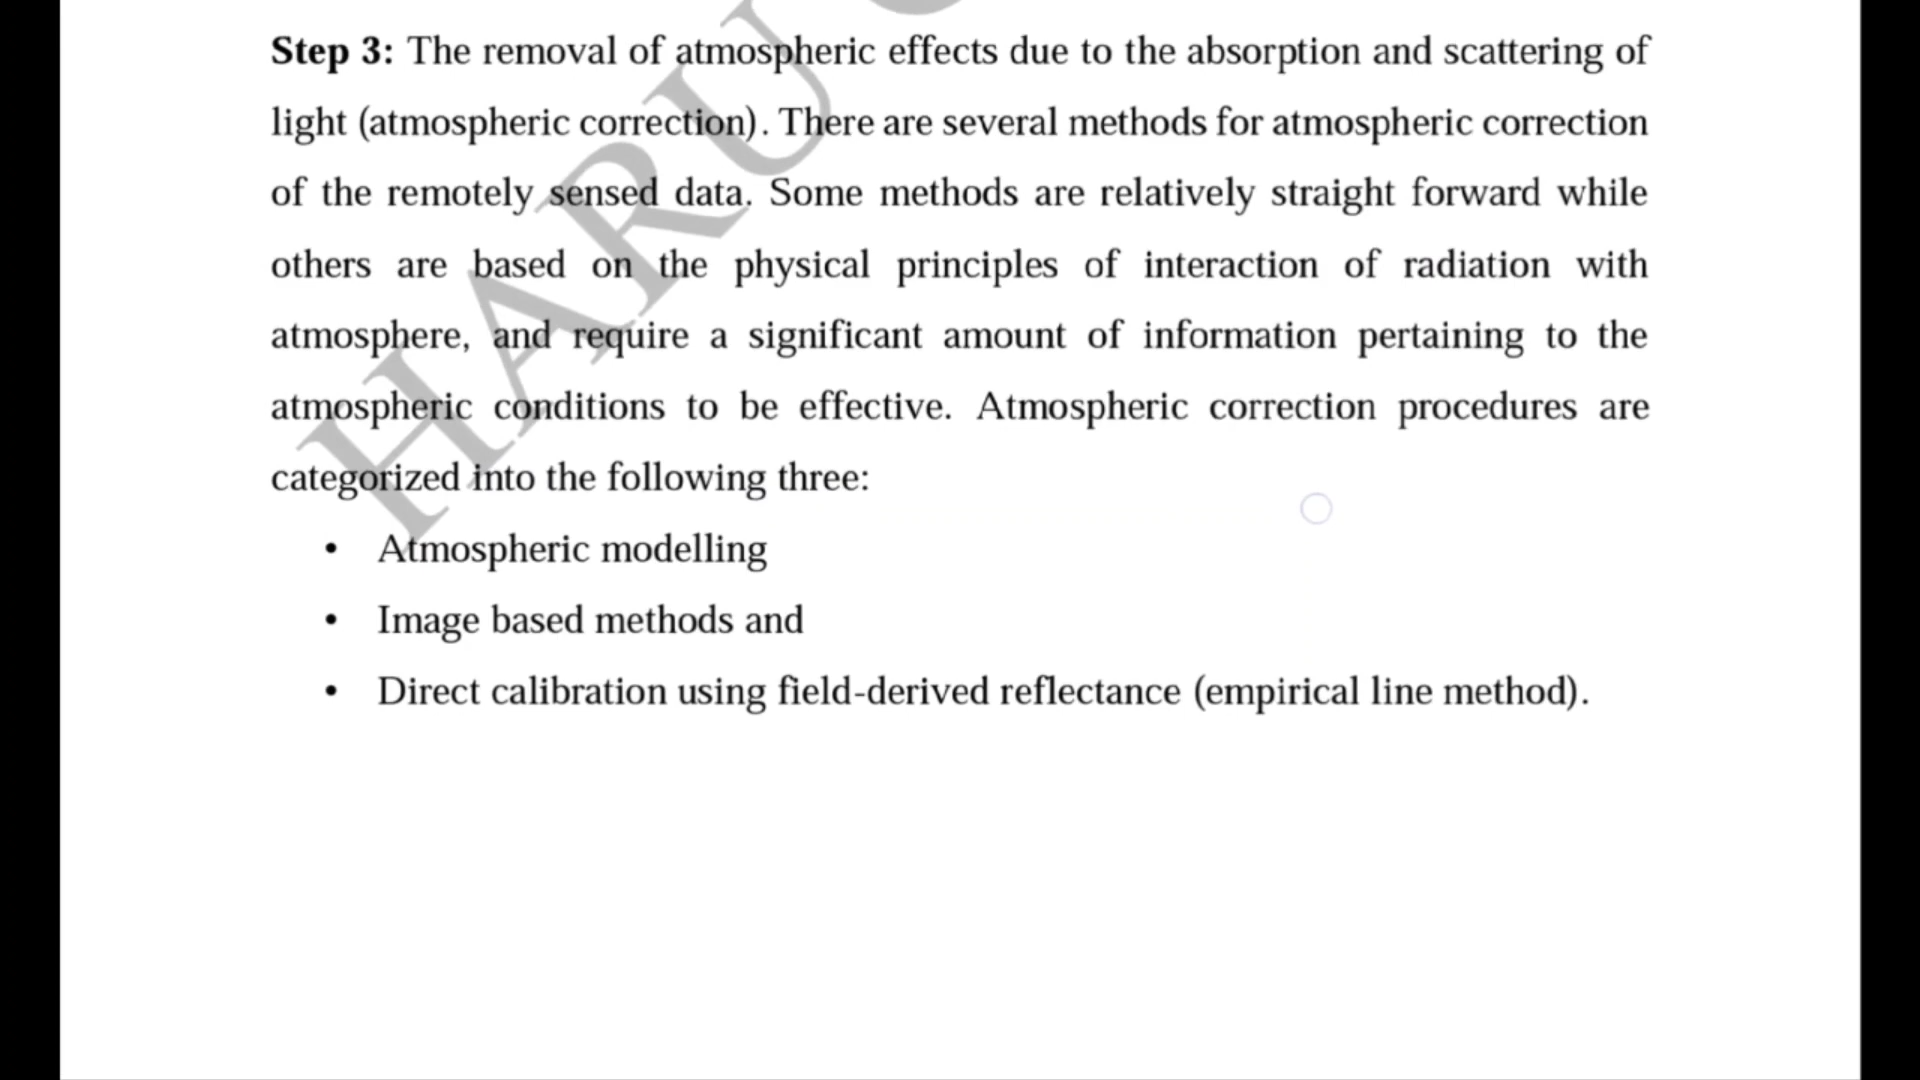 Step 3: The removal of atmospheric effects due to the absorption and scattering of
light (atmospheric correction). There are several methods for atmospheric correction
of the remotely sensed data. Some methods are relatively straight forward while
others are based on the physical principles of interaction of radiation with
atmosphere, and require a significant amount of information pertaining to the
atmospheric conditions to be effective. Atmospheric correction procedures are
categorized into the following three:
• Atmospheric modelling
• Image based methods and
• Direct calibration using field-derived reflectance (empirical line method).
HARU